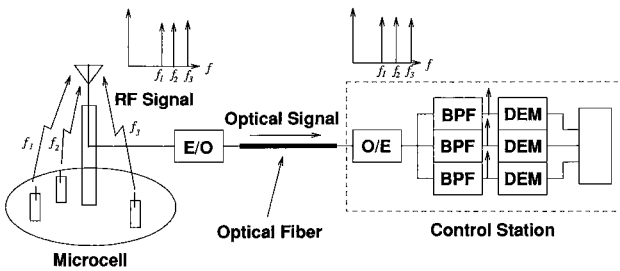 f1 f2 f3 f
f1 f2 f3 f
RF Signal
Optical Signal
f1
f2
f3
E/O
O/E
BPF
DEM
BPF
DEM
BPF
DEM
Optical Fiber
Control Station
Microcell